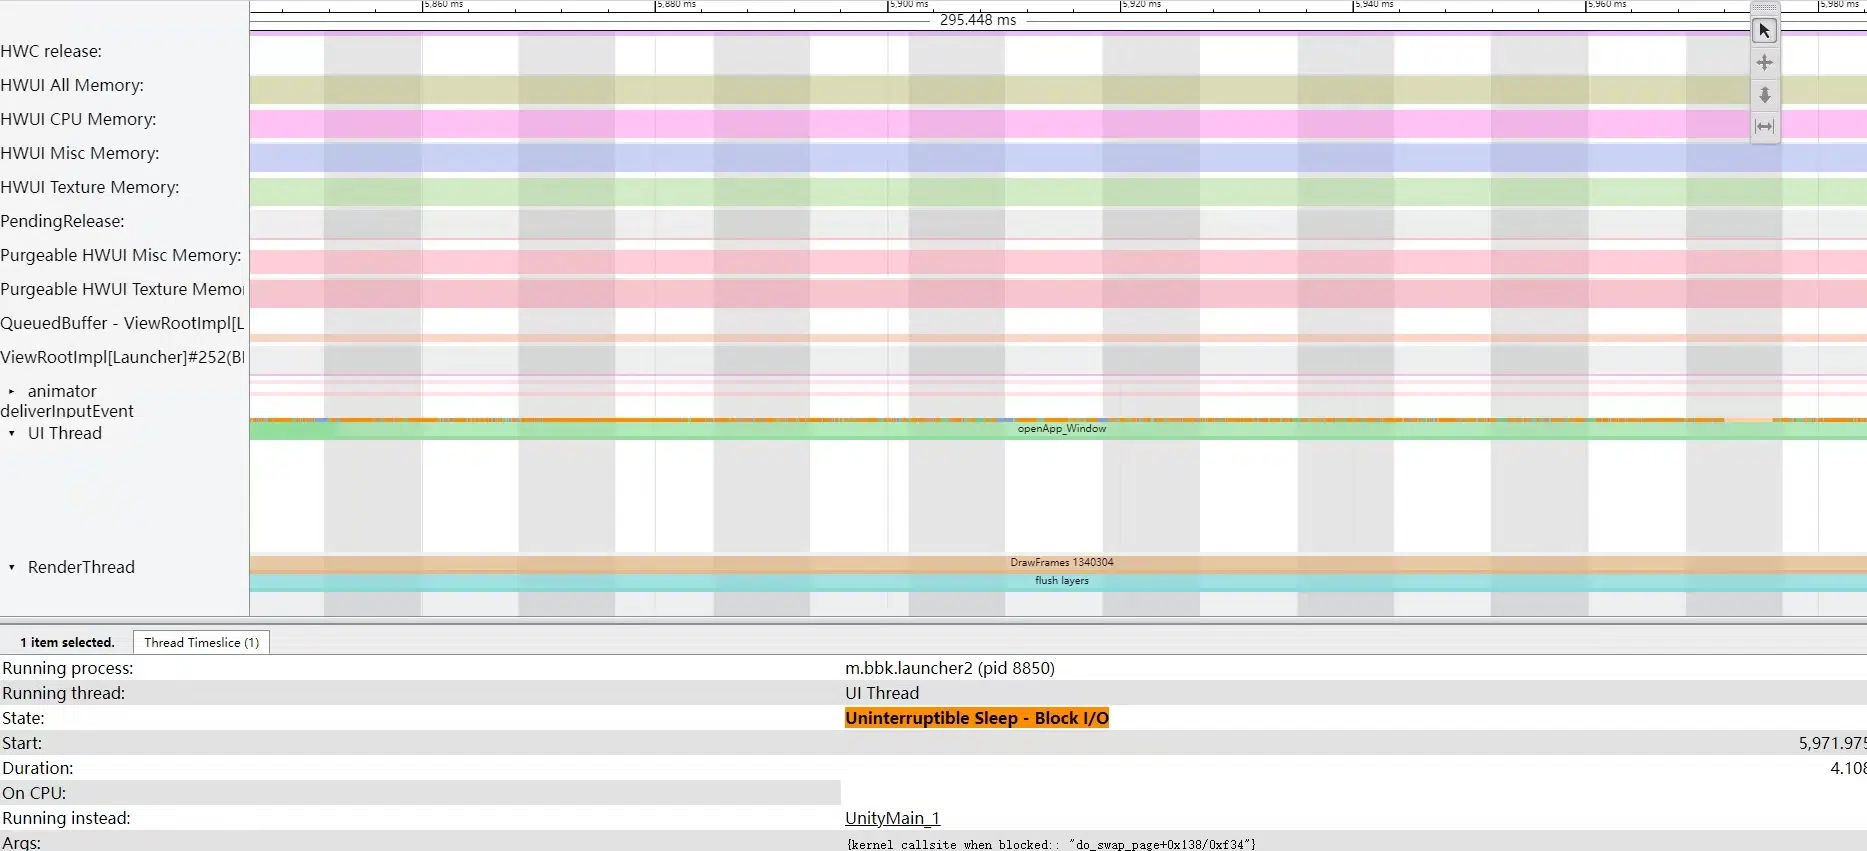 5,860 ms 5,880 ms 5,900 ms 5,920 ms 5,940 ms 5,960 ms 5,980 ms
295.448 ms
HWC release:
HWUI All Memory:
HWUI CPU Memory:
HWUI Misc Memory:
HWUI Texture Memory:
PendingRelease:
Purgeable HWUI Misc Memory:
Purgeable HWUI Texture Memo
QueuedBuffer - ViewRootImpl[L
ViewRootImpl[Launcher]#252(Bl
animator
deliverInputEvent
UI Thread
openApp_Window
RenderThread
DrawFrames 1340304
flush layers
1 item selected. Thread Timeslice (1)
Running process: m.bbk.launcher2 (pid 8850)
Running thread: UI Thread
State: Uninterruptible Sleep - Block I/O
Start: 5,971.975
Duration: 4.108
On CPU:
Running instead: UnityMain_1
Args: {kernel callsite when blocked:: "do_swap_page+0x138/0xf34"}